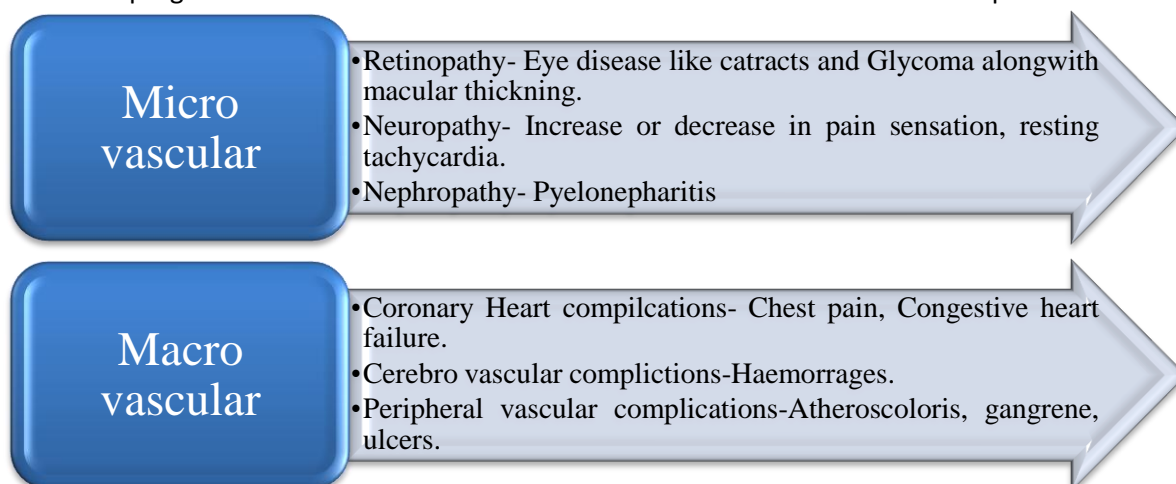 Micro
vascular
•Retinopathy- Eye disease like catracts and Glycoma alongwith
macular thickning.
•Neuropathy- Increase or decrease in pain sensation, resting
tachycardia.
•Nephropathy- Pyelonepharitis
Macro
vascular
•Coronary Heart compilcations- Chest pain, Congestive heart
failure.
•Cerebro vascular complictions-Haemorrages.
•Peripheral vascular complications-Atheroscoloris, gangrene,
ulcers.